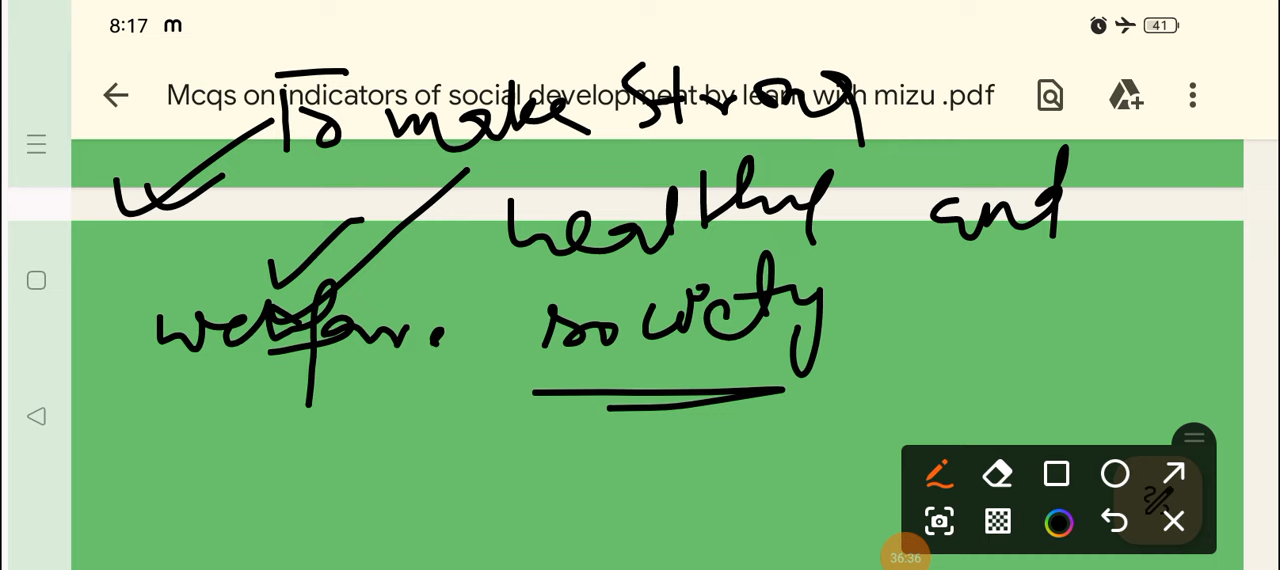 8:17 m 41
Mcqs on indicators of social development by learn with mizu .pdf
To make strong
healthy and
welfare society
36:36